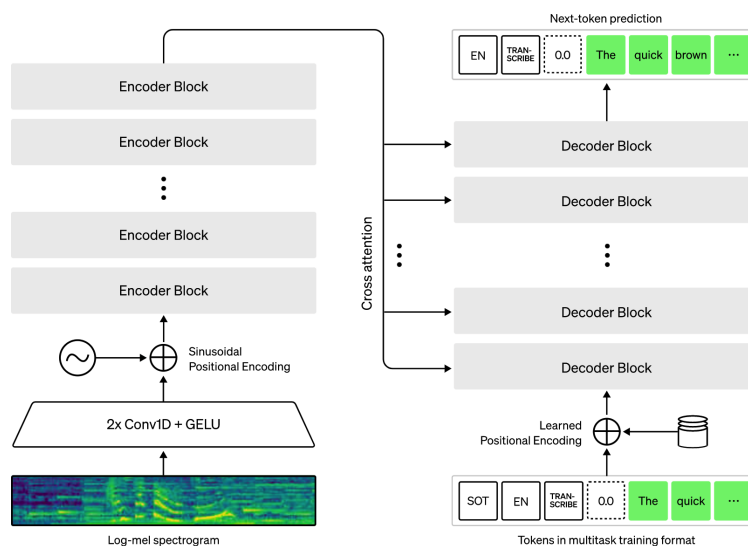 Next-token prediction
EN
TRAN-
SCRIBE
0.0
The
quick
brown
...
Encoder Block
Encoder Block
Encoder Block
Encoder Block
Decoder Block
Decoder Block
Decoder Block
Decoder Block
Cross attention
Sinusoidal
Positional Encoding
2x Conv1D + GELU
Learned
Positional Encoding
SOT
EN
TRAN-
SCRIBE
0.0
The
quick
...
Log-mel spectrogram
Tokens in multitask training format